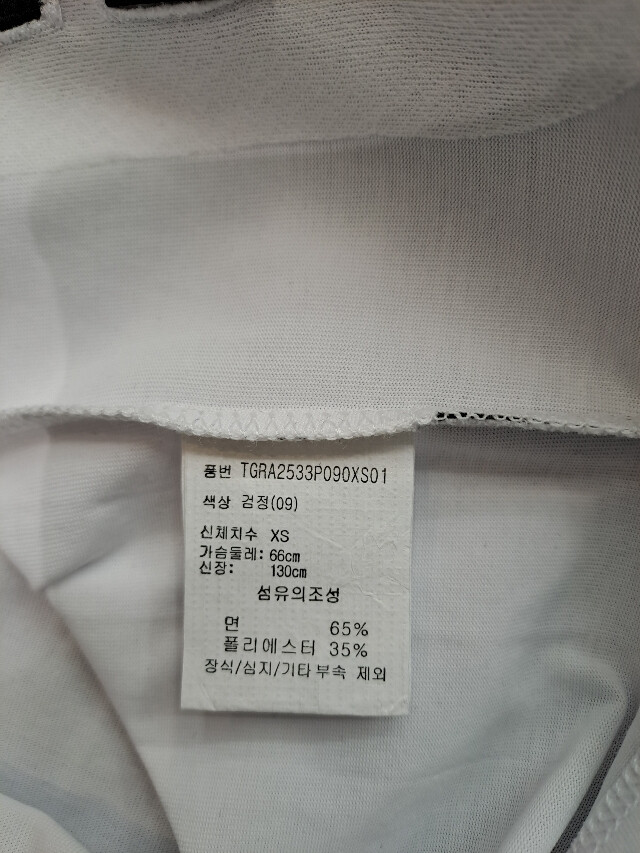 품번 TGRA2533P090XS01
색상 검정(09)
신체치수 XS
가슴둘레: 66cm
신장: 130cm
섬유의조성
면 65%
폴리에스터 35%
장식/심지/기타부속 제외